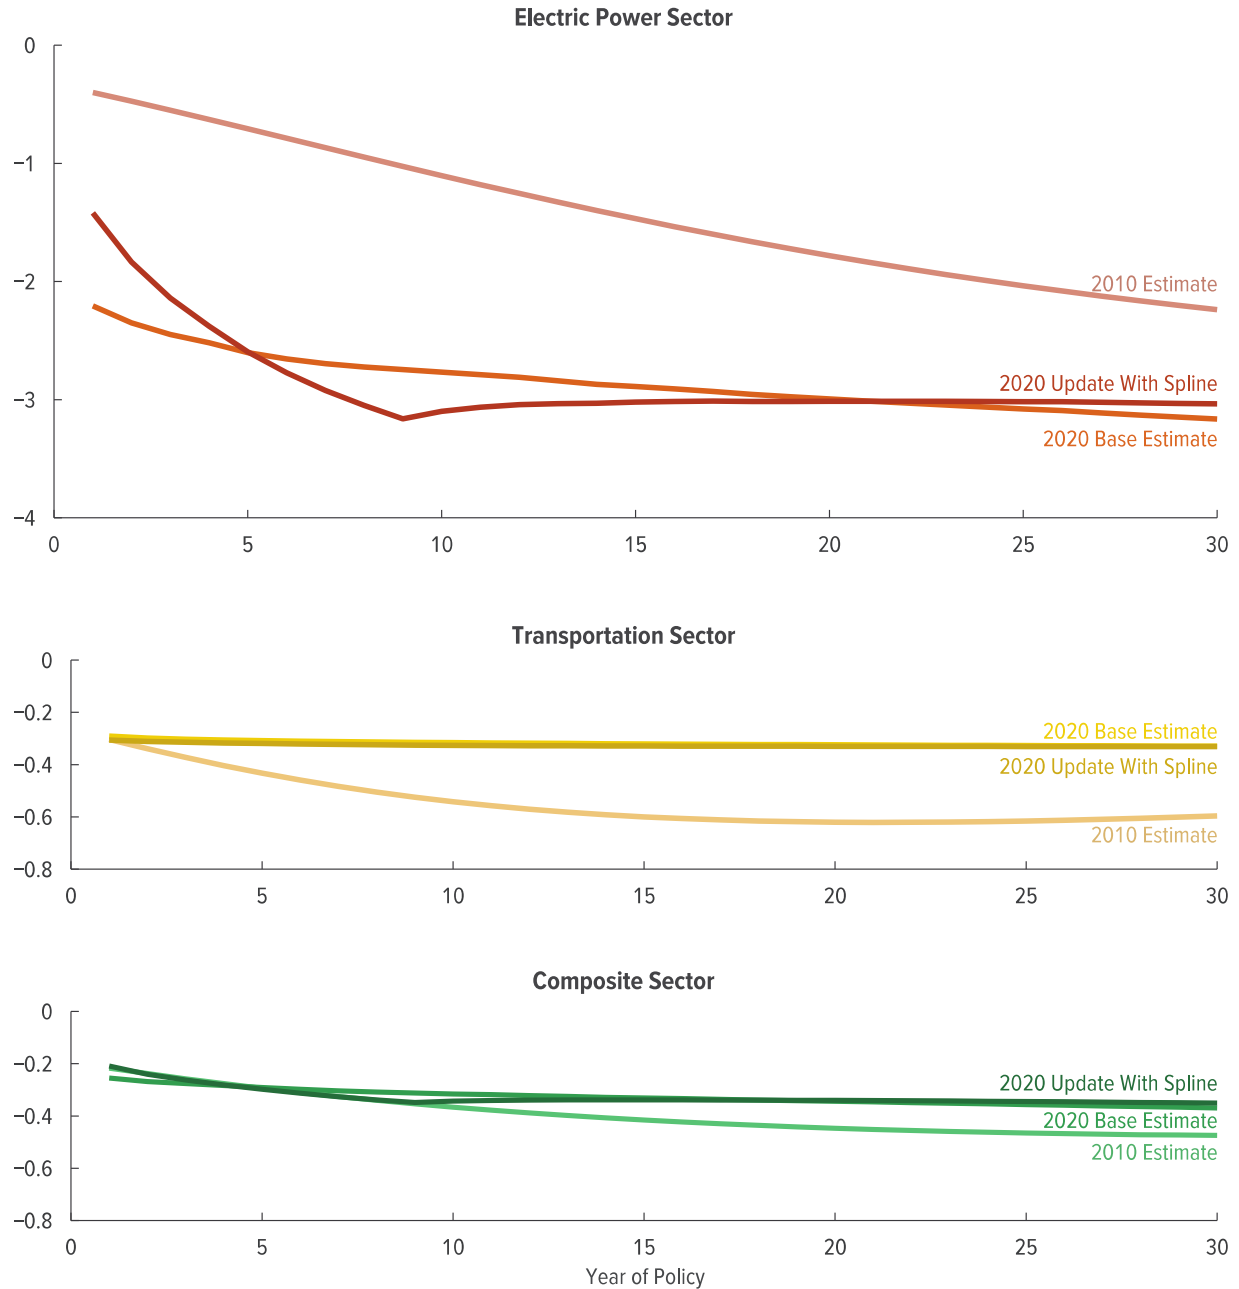 Electric Power Sector
0
−1
−2
−3
−4
2010 Estimate
2020 Update With Spline
2020 Base Estimate
0 5 10 15 20 25 30
Transportation Sector
0
−0.2
−0.4
−0.6
−0.8
2020 Base Estimate
2020 Update With Spline
2010 Estimate
0 5 10 15 20 25 30
Composite Sector
0
−0.2
−0.4
−0.6
−0.8
2020 Update With Spline
2020 Base Estimate
2010 Estimate
0 5 10 15 20 25 30
Year of Policy